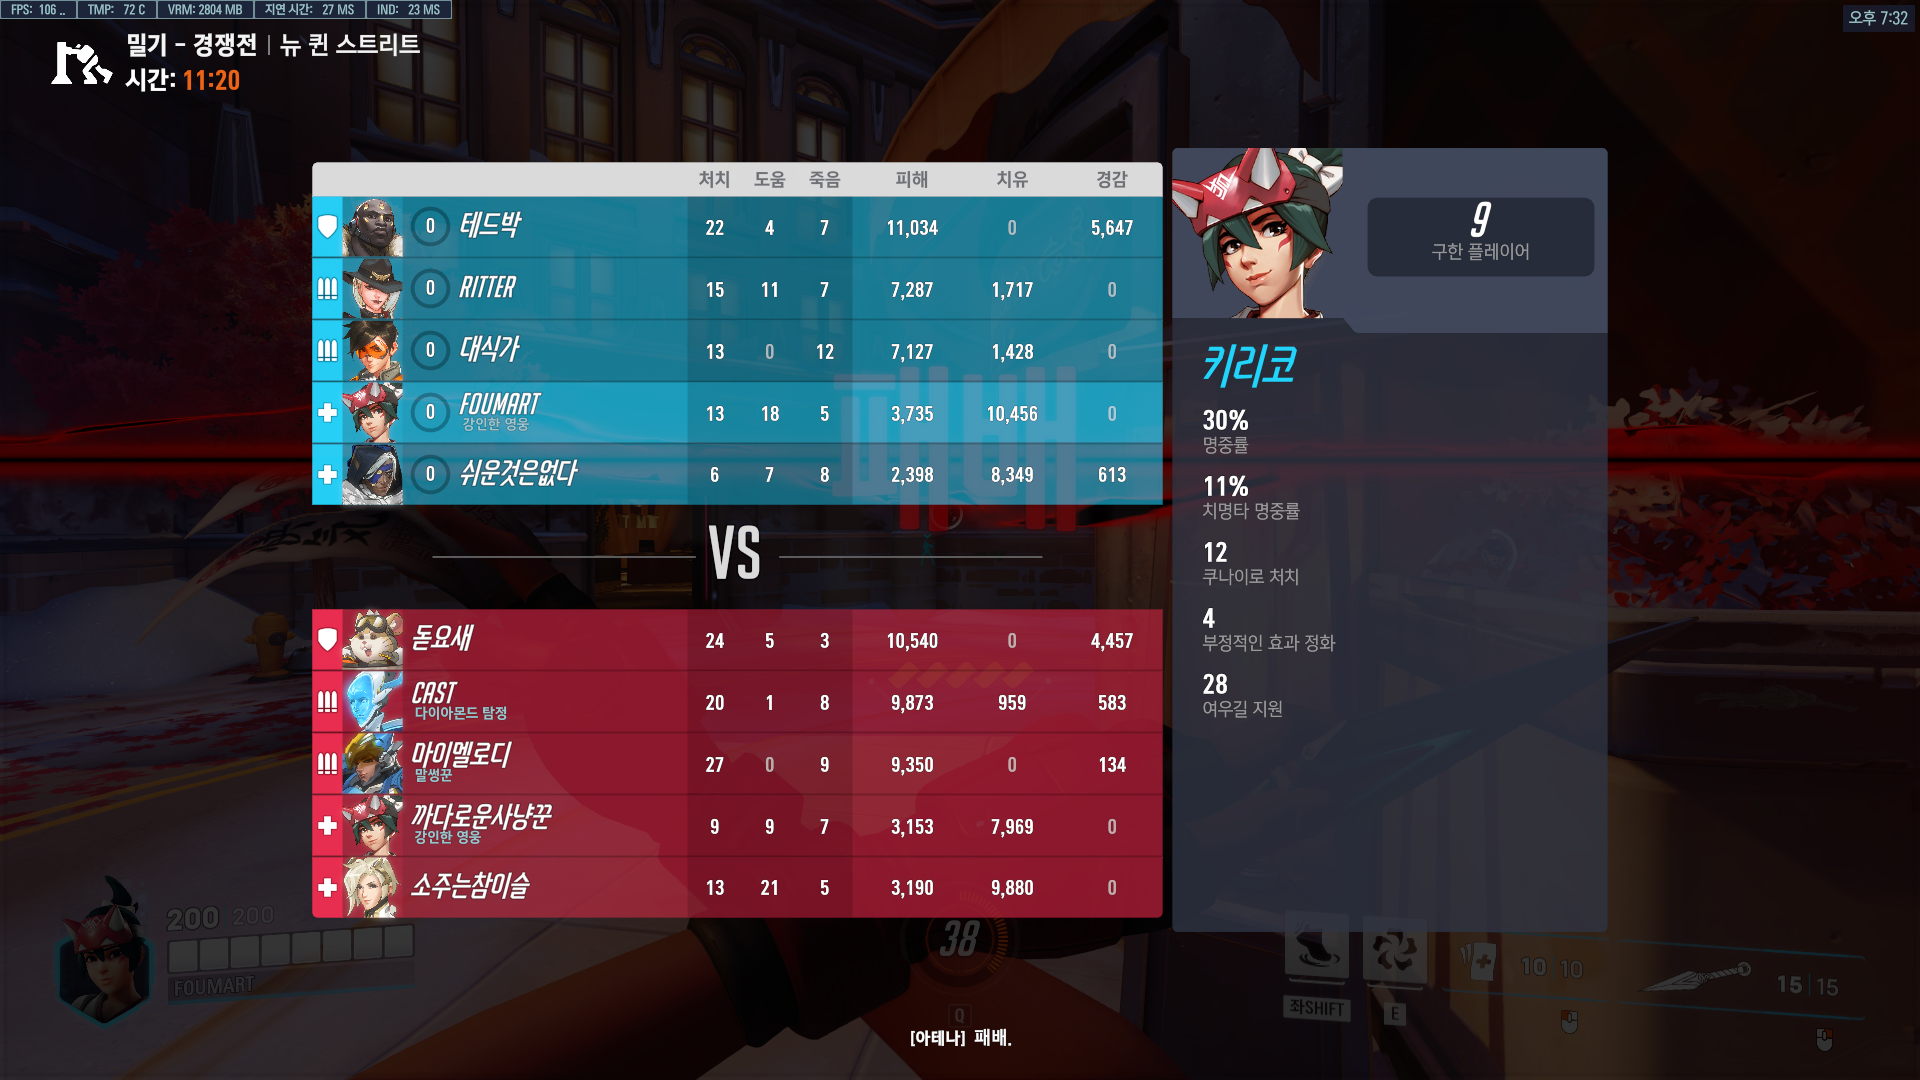 FPS: 106 .. TMP: 72 C VRM: 2804 MB 지연 시간: 27 MS IND: 23 MS
오후 7:32
밀기 - 경쟁전 | 뉴 퀸 스트리트
시간: 11:20
처치 도움 죽음 피해 치유 경감
0 테드박 22 4 7 11,034 0 5,647
0 RITTER 15 11 7 7,287 1,717 0
0 대식가 13 0 12 7,127 1,428 0
0 FOUMART 13 18 5 3,735 10,456 0
강인한 영웅
0 쉬운것은없다 6 7 8 2,398 8,349 613
패배
VS
돋요새 24 5 3 10,540 0 4,457
CAST 20 1 8 9,873 959 583
다이아몬드 탐정
마이멜로디 27 0 9 9,350 0 134
말썽꾼
까다로운사냥꾼 9 9 7 3,153 7,969 0
강인한 영웅
소주는참이슬 13 21 5 3,190 9,880 0
9
구한 플레이어
키리코
30%
명중률
11%
치명타 명중률
12
쿠나이로 처치
4
부정적인 효과 정화
28
여우길 지원
200 200
FOUMART
38
Q
[아테나] 패배.
좌SHIFT
E
10 10
15 | 15